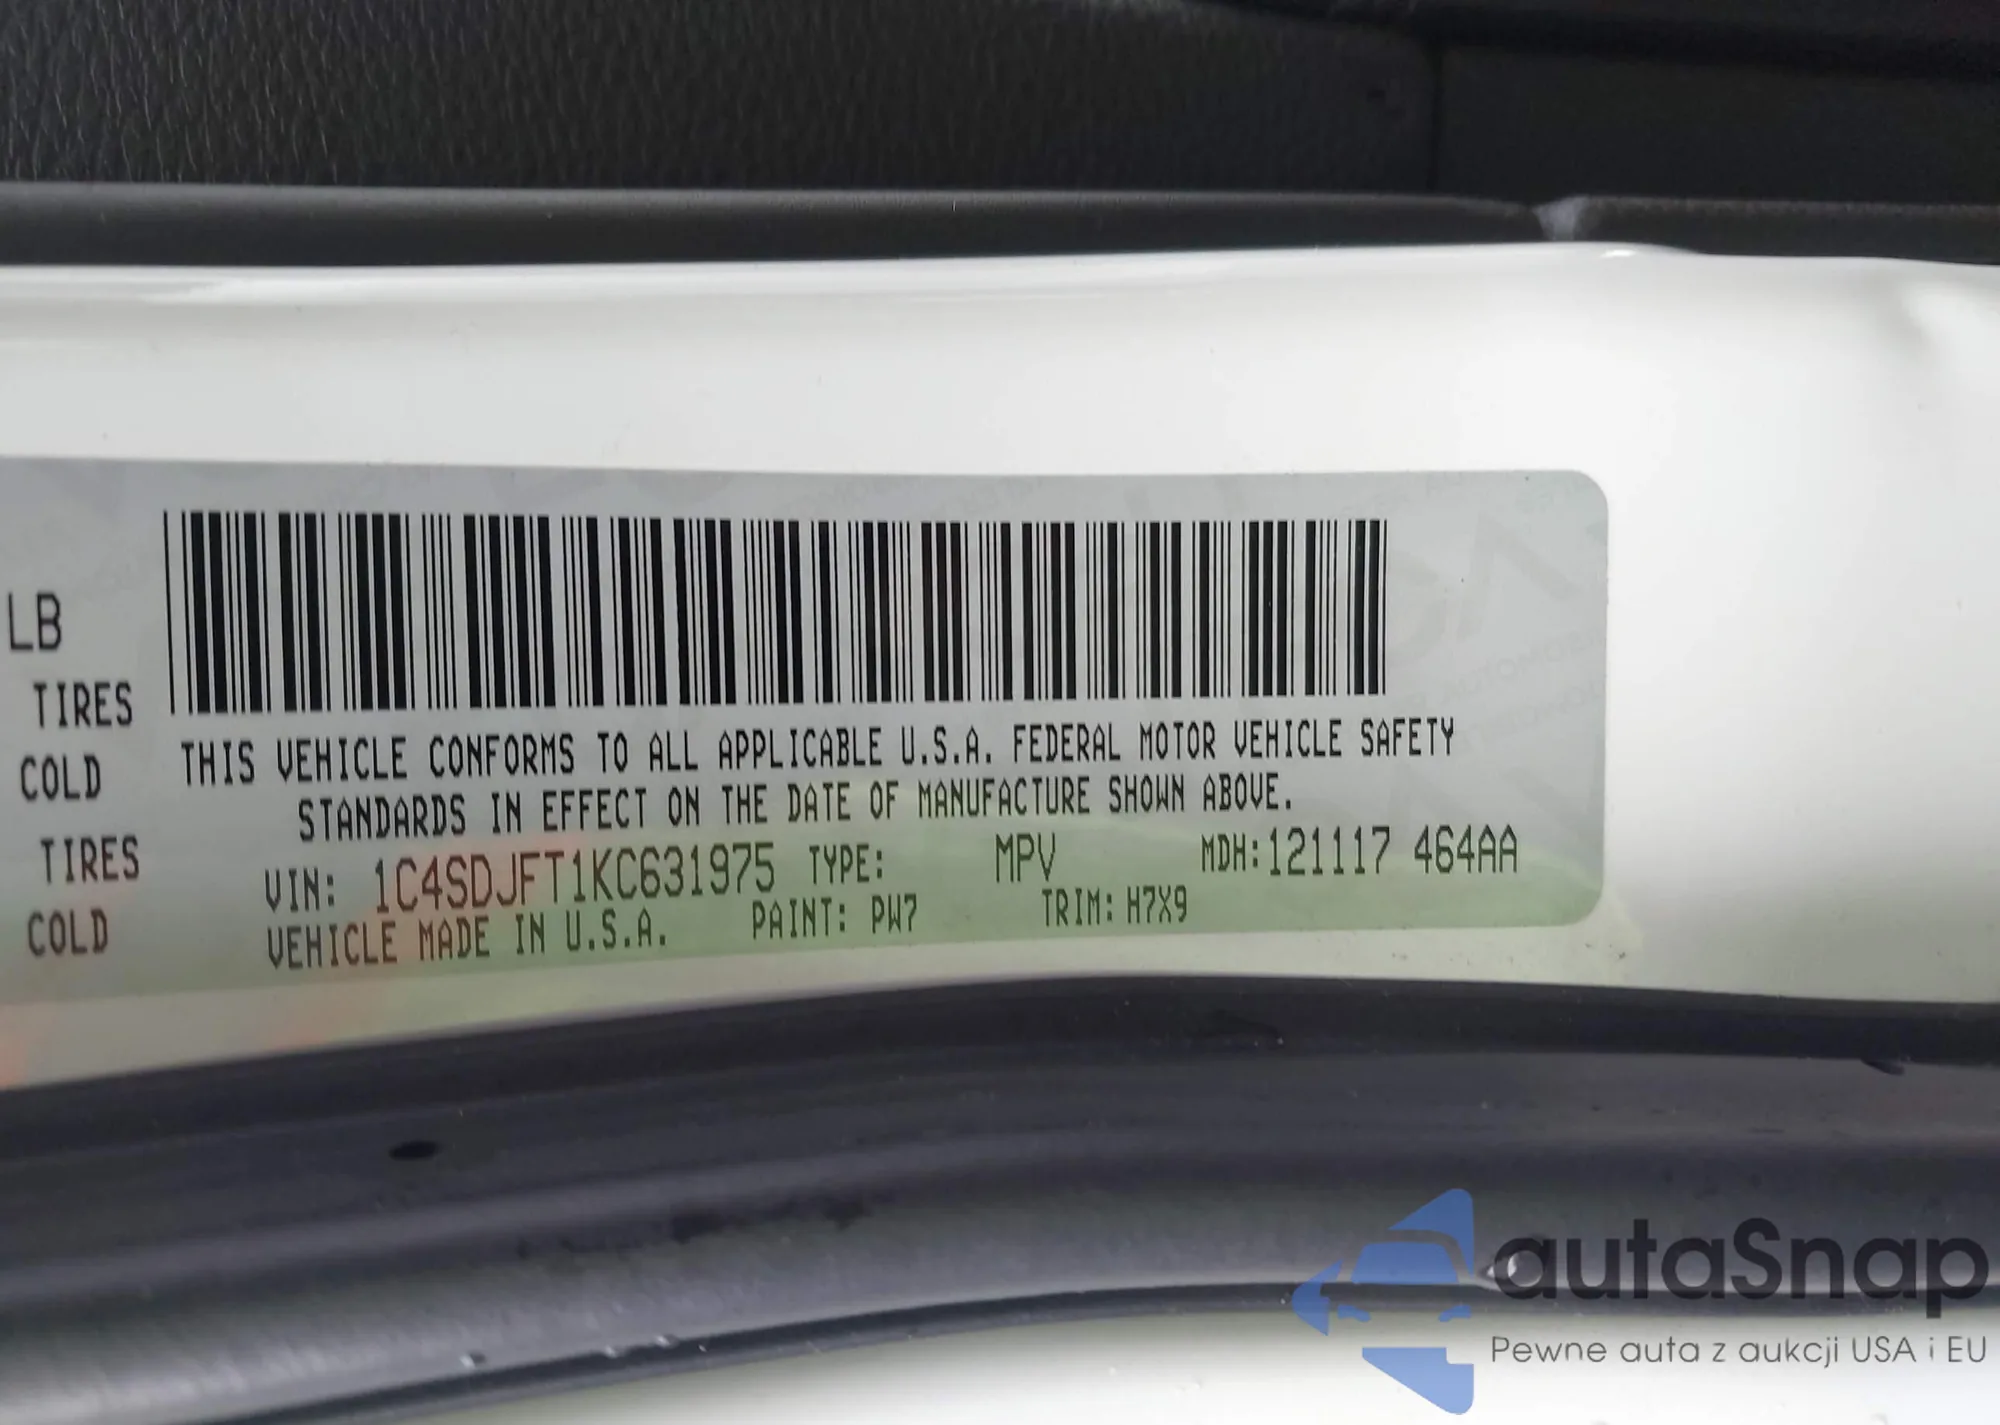 LB
TIRES
COLD
TIRES
COLD
THIS VEHICLE CONFORMS TO ALL APPLICABLE U.S.A. FEDERAL MOTOR VEHICLE SAFETY
STANDARDS IN EFFECT ON THE DATE OF MANUFACTURE SHOWN ABOVE.
VIN: 1C4SDJFT1KC631975 TYPE: MPV MDH:121117 464AA
VEHICLE MADE IN U.S.A. PAINT: PW7 TRIM: H7X9
autaSnap
Pewne auta z aukcji USA i EU